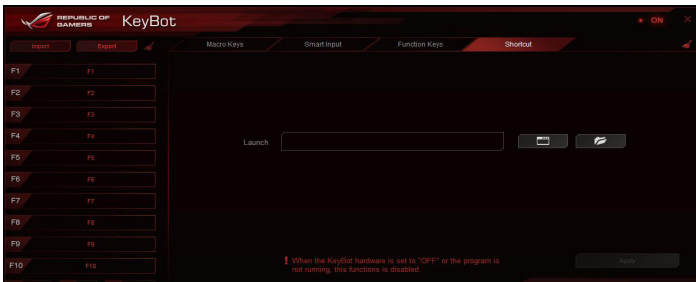 REPUBLIC OF
GAMERS
KeyBot
ON
Import
Export
Macro Keys
Smart Input
Function Keys
Shortcut
F1 F1
F2 F2
F3 F3
F4 F4
F5 F5
F6 F6
F7 F7
F8 F8
F9 F9
F10 F10
Launch
! When the KeyBot hardware is set to "OFF" or the program is
not running, this functions is disabled.
Apply